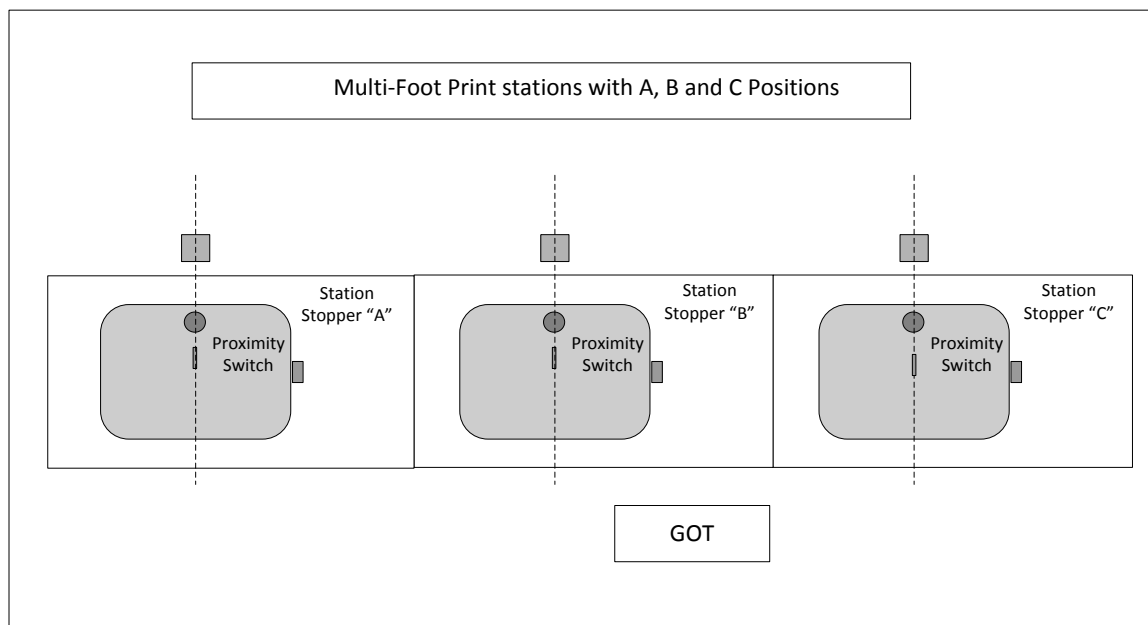 Multi-Foot Print stations with A, B and C Positions
Station
Stopper “A”
Proximity
Switch
Station
Stopper “B”
Proximity
Switch
Station
Stopper “C”
Proximity
Switch
GOT